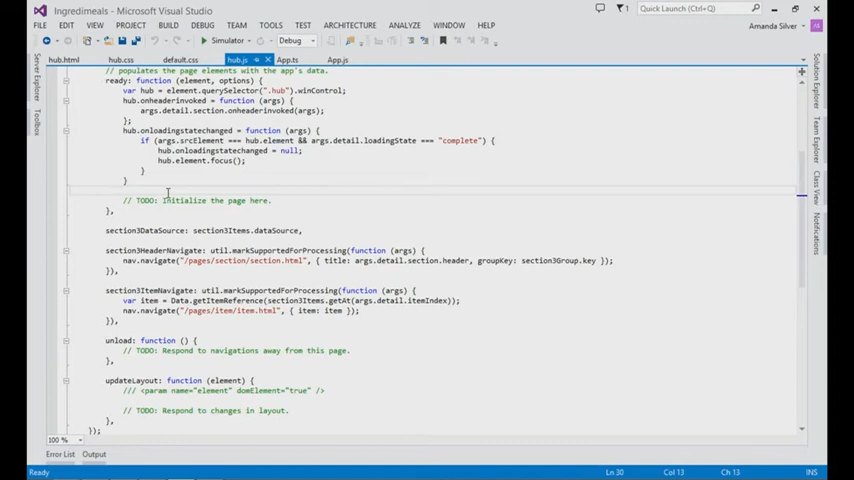 Ingredimeals - Microsoft Visual Studio
1
Quick Launch (Ctrl+Q)
FILE EDIT VIEW PROJECT BUILD DEBUG TEAM TOOLS TEST ARCHITECTURE ANALYZE WINDOW HELP
Amanda Silver
Simulator
Debug
hub.html hub.css default.css hub.js App.ts App.js
Server Explorer
Toolbox
Solution Explorer
Team Explorer
Class View
Notifications
// populates the page elements with the app's data.
ready: function (element, options) {
var hub = element.querySelector(".hub").winControl;
hub.onheaderinvoked = function (args) {
args.detail.section.onheaderinvoked(args);
};
hub.onloadingstatechanged = function (args) {
if (args.srcElement === hub.element && args.detail.loadingState === "complete") {
hub.onloadingstatechanged = null;
hub.element.focus();
}
}
// TODO: Initialize the page here.
},
section3DataSource: section3Items.dataSource,
section3HeaderNavigate: util.markSupportedForProcessing(function (args) {
nav.navigate("/pages/section/section.html", { title: args.detail.section.header, groupKey: section3Group.key });
}),
section3ItemNavigate: util.markSupportedForProcessing(function (args) {
var item = Data.getItemReference(section3Items.getAt(args.detail.itemIndex));
nav.navigate("/pages/item/item.html", { item: item });
}),
unload: function () {
// TODO: Respond to navigations away from this page.
},
updateLayout: function (element) {
/// <param name="element" domElement="true" />
// TODO: Respond to changes in layout.
},
});
100 %
Error List Output
Ready
Ln 30 Col 13 Ch 13 INS